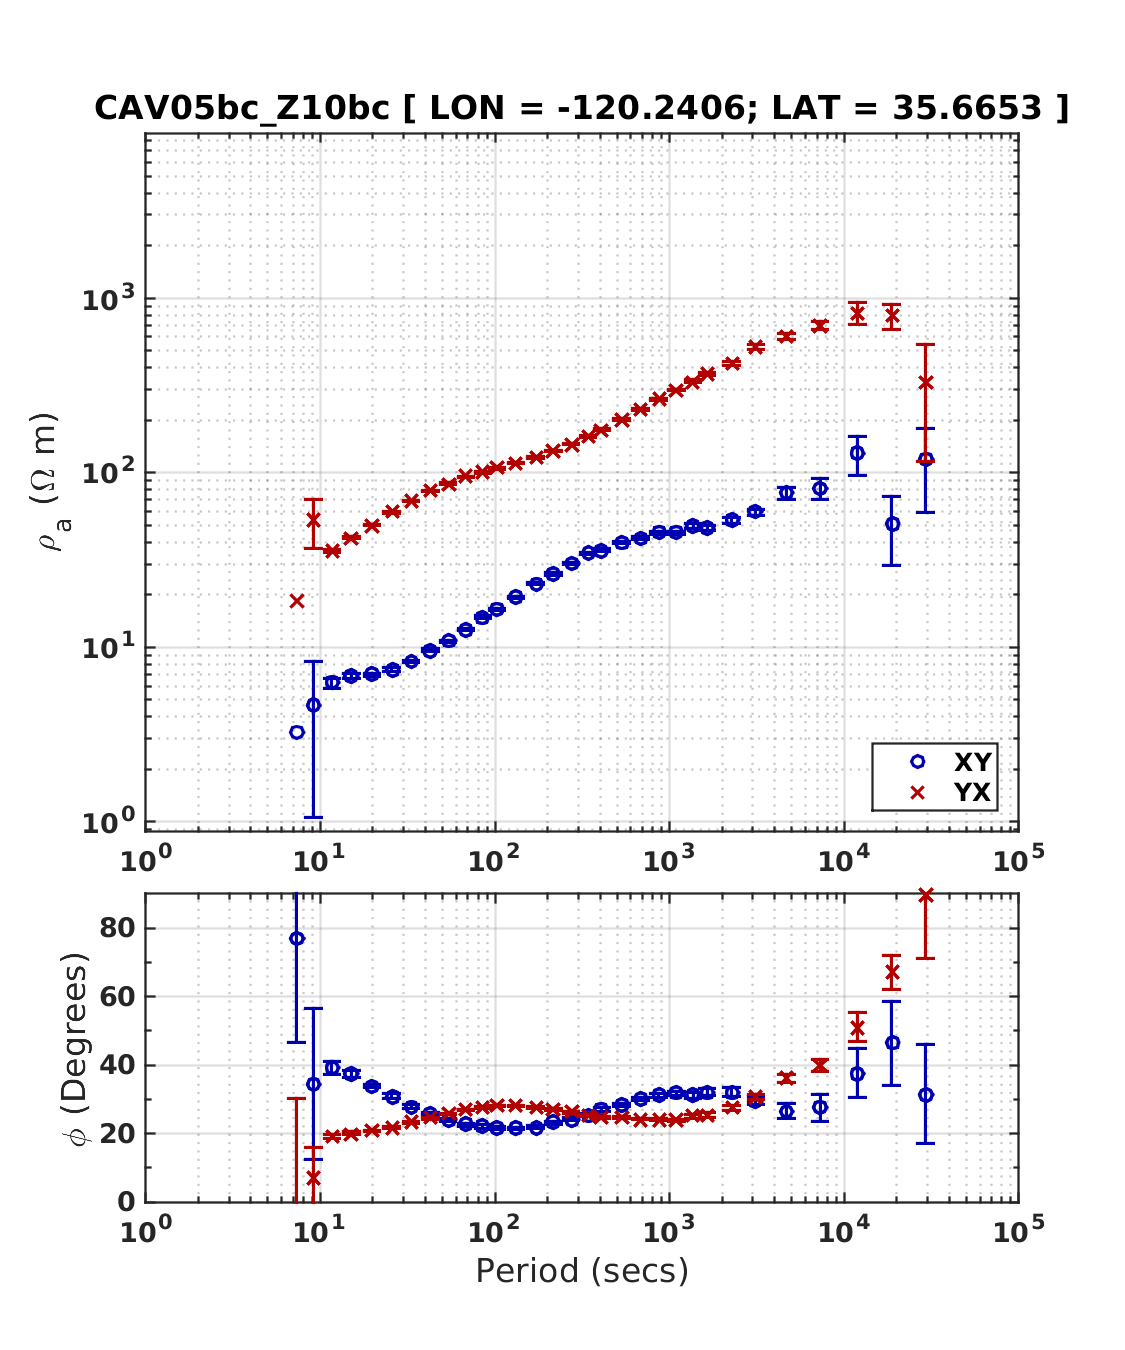 CAV05bc_Z10bc [ LON = -120.2406; LAT = 35.6653 ]
10³
10²
10¹
10⁰
ρₐ (Ω m)
XY
YX
10⁰ 10¹ 10² 10³ 10⁴ 10⁵
80
60
40
20
0
ϕ (Degrees)
10⁰ 10¹ 10² 10³ 10⁴ 10⁵
Period (secs)